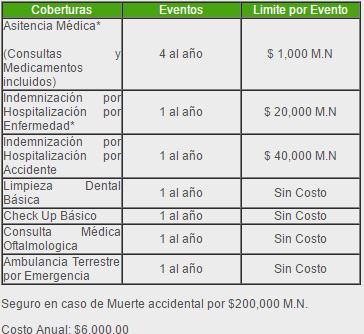 Coberturas Eventos Limite por Evento
Asitencia Médica*
(Consultas y
Medicamentos
incluidos)
4 al año $ 1,000 M.N
Indemnización por
Hospitalización por
Enfermedad*
1 al año $ 20,000 M.N
Indemnización por
Hospitalización por
Accidente
1 al año $ 40,000 M.N
Limpieza Dental
Básica
1 al año Sin Costo
Check Up Básico 1 al año Sin Costo
Consulta Médica
Oftalmologica
1 al año Sin Costo
Ambulancia Terrestre
por Emergencia
1 al año Sin Costo
Seguro en caso de Muerte accidental por $200,000 M.N.
Costo Anual: $6,000.00